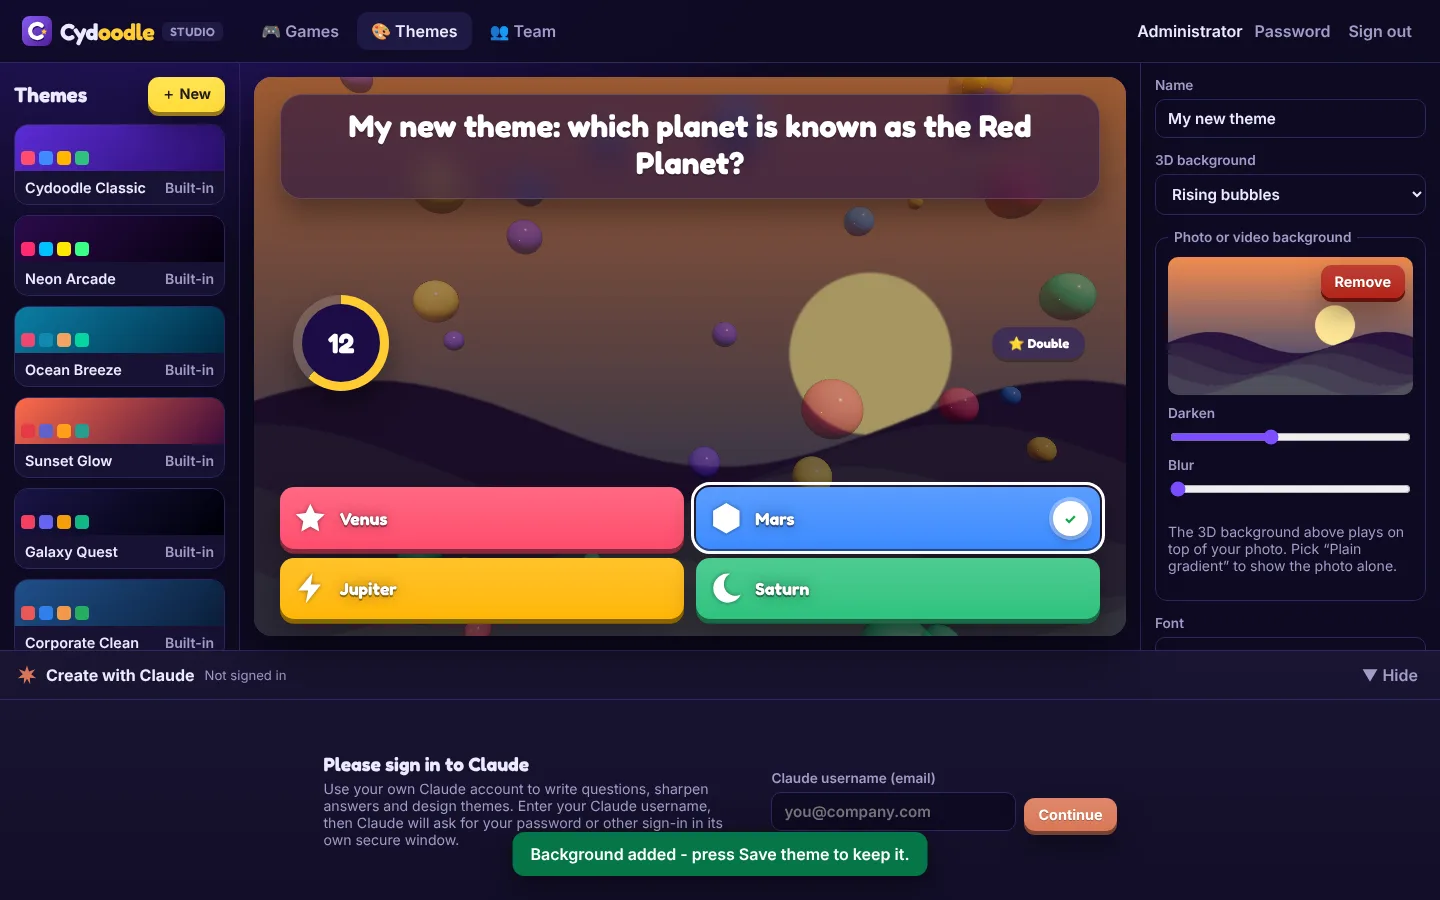 Cydoodle STUDIO
🎮 Games
🎨 Themes
👥 Team
Administrator
Password
Sign out
Themes
+ New
Cydoodle Classic Built-in
Neon Arcade Built-in
Ocean Breeze Built-in
Sunset Glow Built-in
Galaxy Quest Built-in
Corporate Clean Built-in
My new theme: which planet is known as the Red
Planet?
12
⭐ Double
Venus
Mars
Jupiter
Saturn
Name
My new theme
3D background
Rising bubbles
Photo or video background
Remove
Darken
Blur
The 3D background above plays on
top of your photo. Pick “Plain
gradient” to show the photo alone.
Font
Create with Claude Not signed in
▼ Hide
Please sign in to Claude
Use your own Claude account to write questions, sharpen
answers and design themes. Enter your Claude username,
then Claude will ask for your password or other sign-in in its
own secure window.
Claude username (email)
you@company.com
Continue
Background added - press Save theme to keep it.